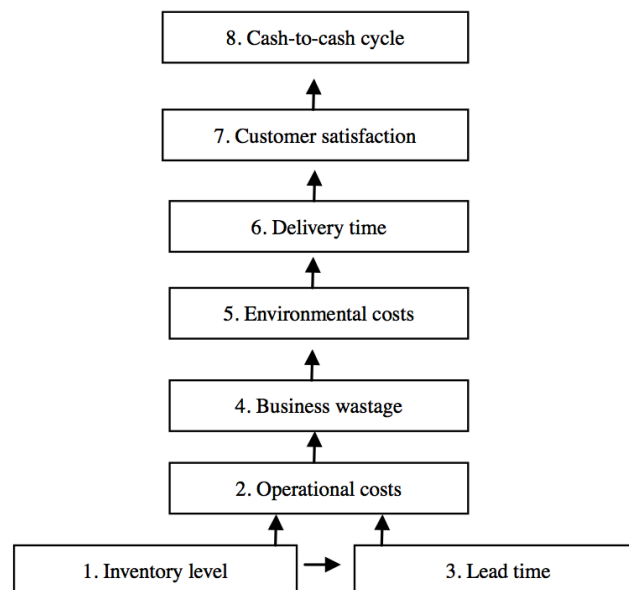 8. Cash-to-cash cycle
7. Customer satisfaction
6. Delivery time
5. Environmental costs
4. Business wastage
2. Operational costs
1. Inventory level
3. Lead time